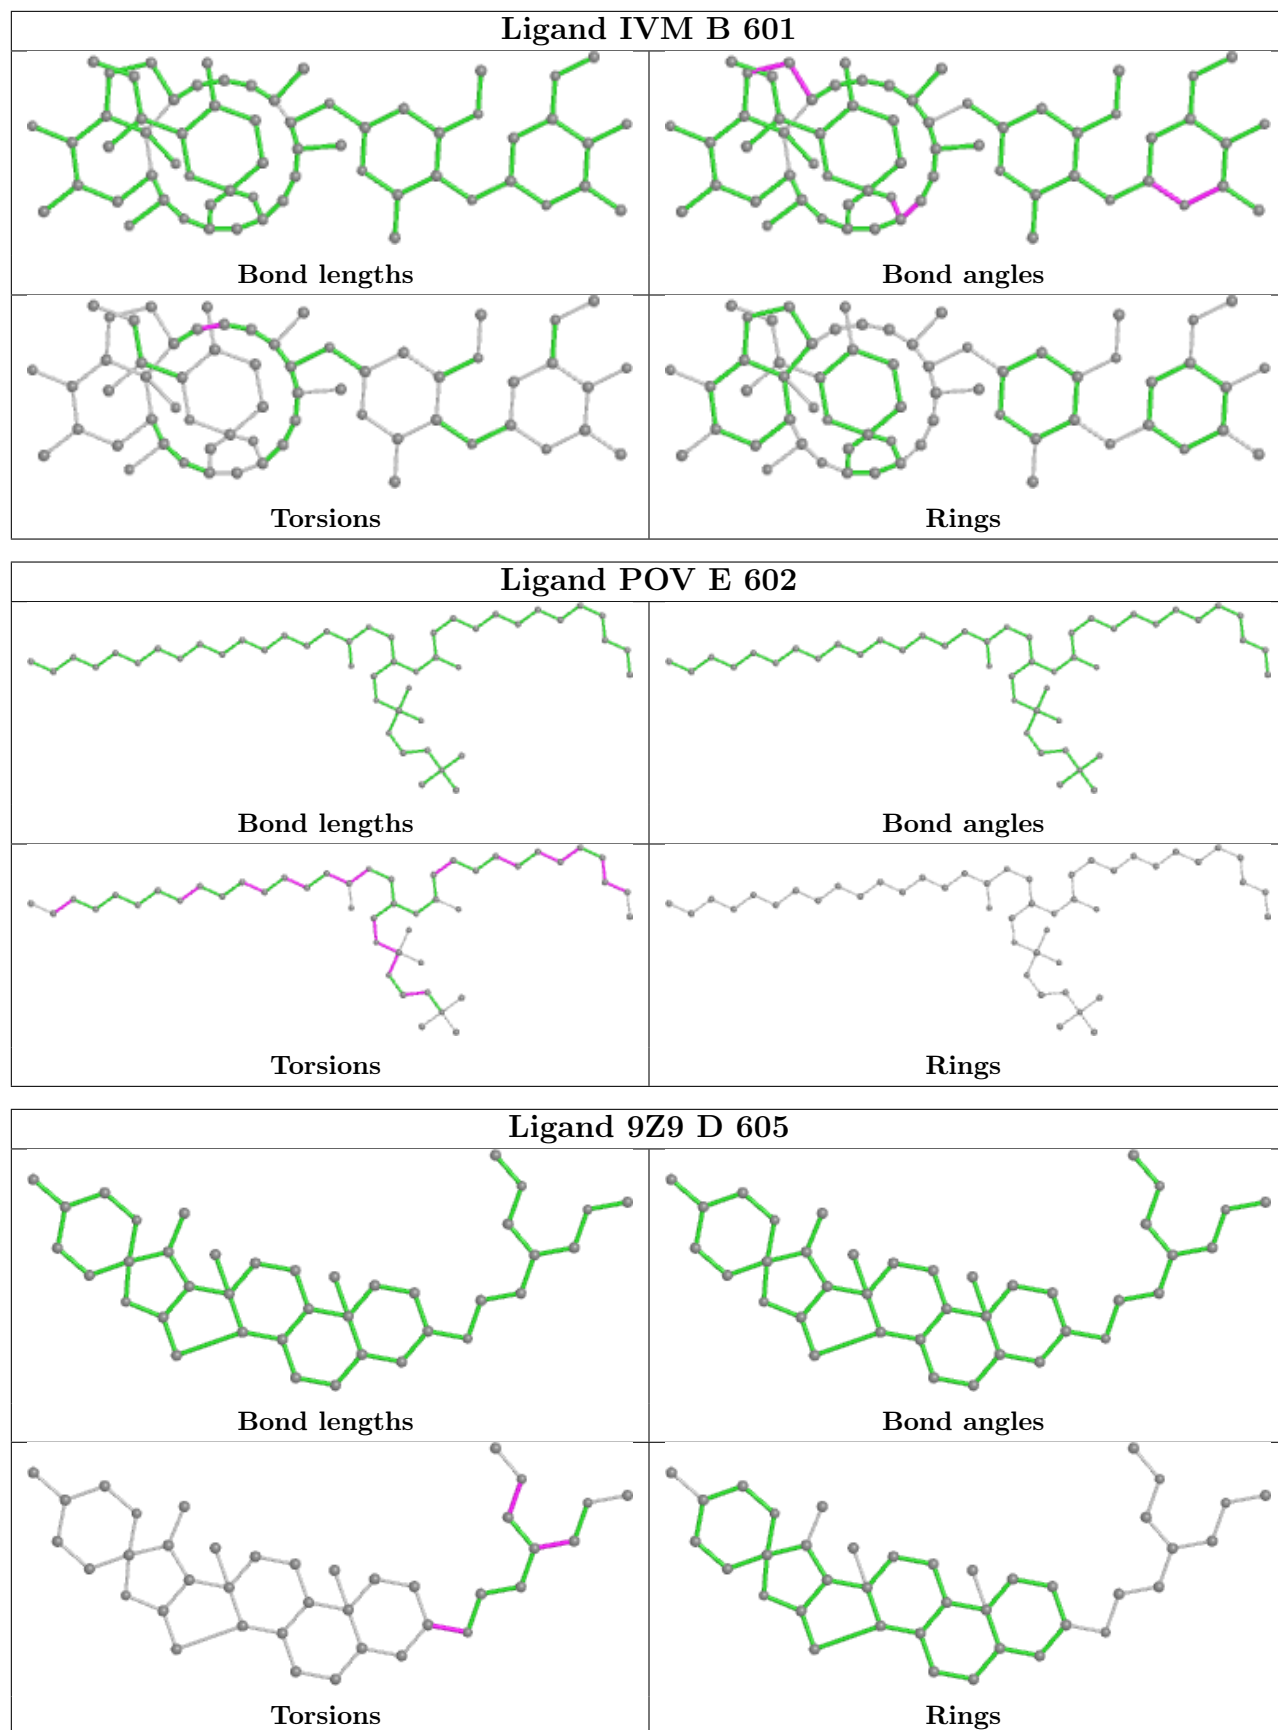 Ligand IVM B 601
Bond lengths
Bond angles
Torsions
Rings
Ligand POV E 602
Bond lengths
Bond angles
Torsions
Rings
Ligand 9Z9 D 605
Bond lengths
Bond angles
Torsions
Rings